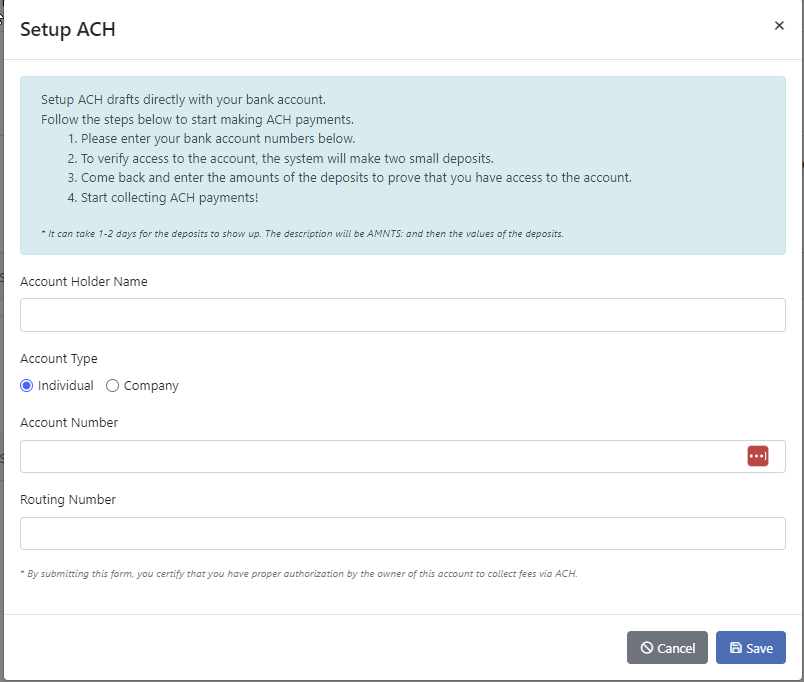 Setup ACH
Setup ACH drafts directly with your bank account.
Follow the steps below to start making ACH payments.
1. Please enter your bank account numbers below.
2. To verify access to the account, the system will make two small deposits.
3. Come back and enter the amounts of the deposits to prove that you have access to the account.
4. Start collecting ACH payments!
* It can take 1-2 days for the deposits to show up. The description will be AMNTS: and then the values of the deposits.
Account Holder Name
Account Type
Individual Company
Account Number
Routing Number
* By submitting this form, you certify that you have proper authorization by the owner of this account to collect fees via ACH.
Cancel Save